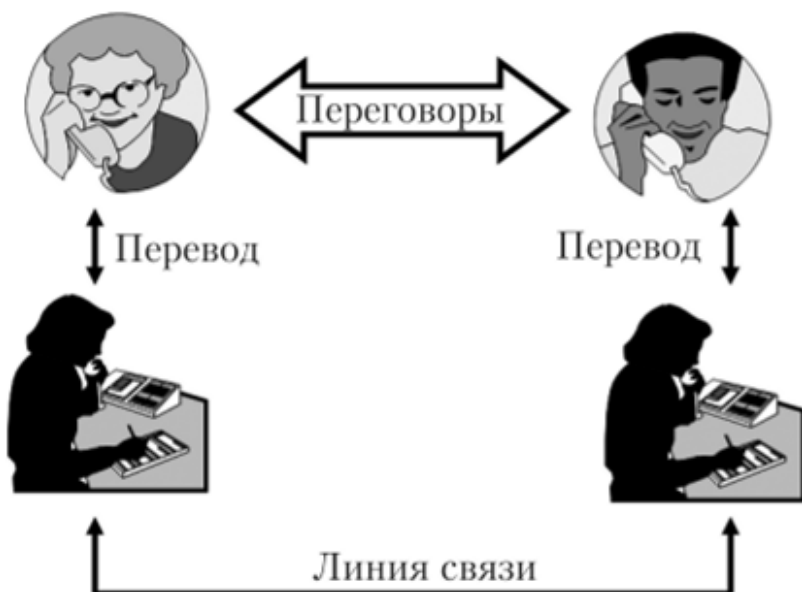 Переговоры
Перевод
Перевод
Линия связи